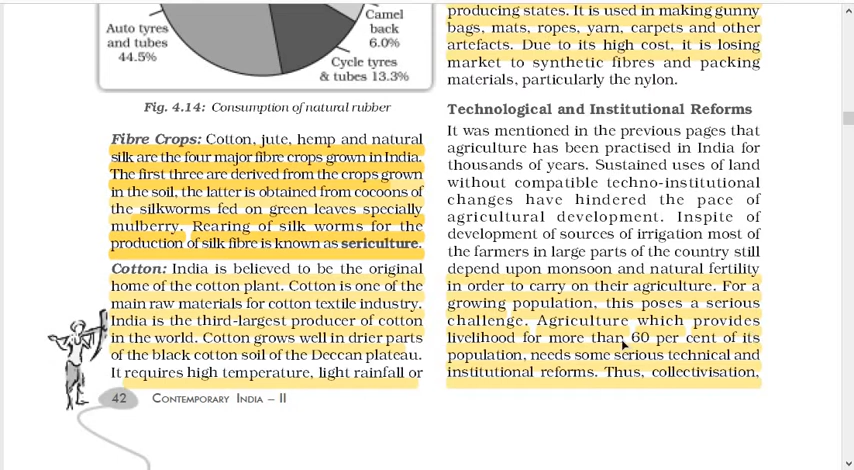 Auto tyres
and tubes
44.5%
Camel
back
6.0%
Cycle tyres
& tubes 13.3%
Fig. 4.14: Consumption of natural rubber
Fibre Crops: Cotton, jute, hemp and natural
silk are the four major fibre crops grown in India.
The first three are derived from the crops grown
in the soil, the latter is obtained from cocoons of
the silkworms fed on green leaves specially
mulberry. Rearing of silk worms for the
production of silk fibre is known as sericulture.
Cotton: India is believed to be the original
home of the cotton plant. Cotton is one of the
main raw materials for cotton textile industry.
India is the third-largest producer of cotton
in the world. Cotton grows well in drier parts
of the black cotton soil of the Deccan plateau.
It requires high temperature, light rainfall or
42 CONTEMPORARY INDIA – II
producing states. It is used in making gunny
bags, mats, ropes, yarn, carpets and other
artefacts. Due to its high cost, it is losing
market to synthetic fibres and packing
materials, particularly the nylon.
Technological and Institutional Reforms
It was mentioned in the previous pages that
agriculture has been practised in India for
thousands of years. Sustained uses of land
without compatible techno-institutional
changes have hindered the pace of
agricultural development. Inspite of
development of sources of irrigation most of
the farmers in large parts of the country still
depend upon monsoon and natural fertility
in order to carry on their agriculture. For a
growing population, this poses a serious
challenge. Agriculture which provides
livelihood for more than 60 per cent of its
population, needs some serious technical and
institutional reforms. Thus, collectivisation,